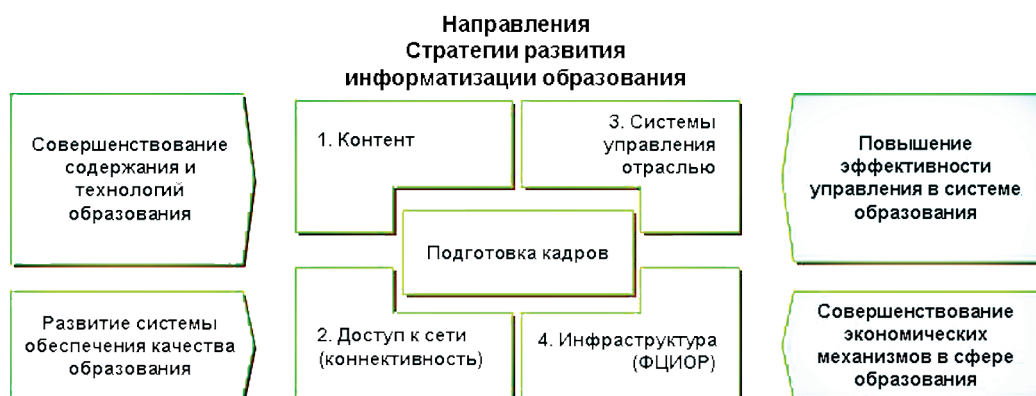 Направления
Стратегии развития
информатизации образования
Совершенствование
содержания и
технологий
образования
1. Контент
3. Системы
управления
отраслью
Повышение
эффективности
управления в системе
образования
Подготовка кадров
Развитие системы
обеспечения качества
образования
2. Доступ к сети
(коннективность)
4. Инфраструктура
(ФЦИОР)
Совершенствование
экономических
механизмов в сфере
образования